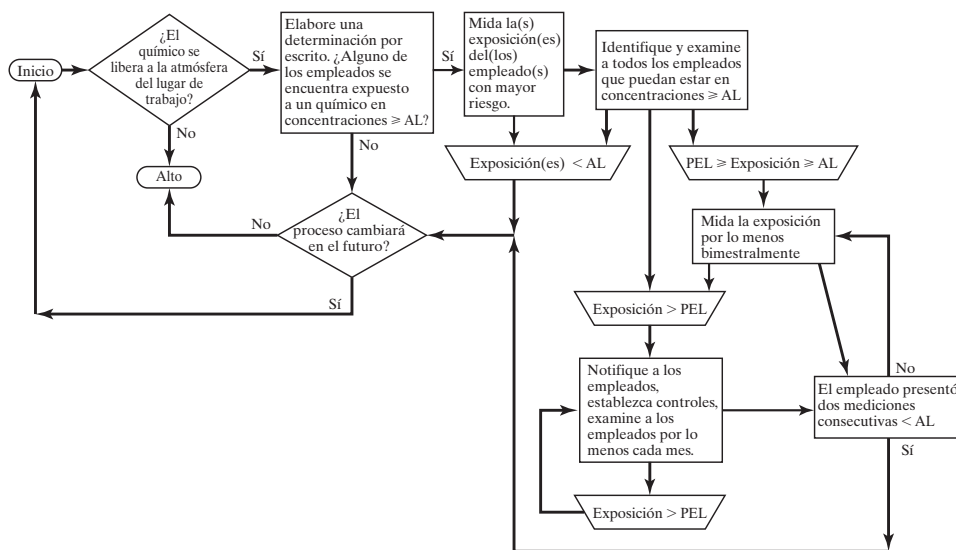 Inicio
¿El
químico se
libera a la atmósfera
del lugar de
trabajo?
Sí
No
Alto
Elabore una
determinación por
escrito. ¿Alguno de
los empleados se
encuentra expuesto
a un químico en
concentraciones ≥ AL?
Sí
No
Mida la(s)
exposición(es)
del(los)
empleado(s)
con mayor
riesgo.
Identifique y examine
a todos los empleados
que puedan estar en
concentraciones ≥ AL
Exposición(es) < AL
PEL ≥ Exposición ≥ AL
¿El
proceso cambiará
en el futuro?
No
Sí
Mida la exposición
por lo menos
bimestralmente
Exposición > PEL
Notifique a los
empleados,
establezca controles,
examine a los
empleados por lo
menos cada mes.
No
El empleado presentó
dos mediciones
consecutivas < AL
Sí
Exposición > PEL